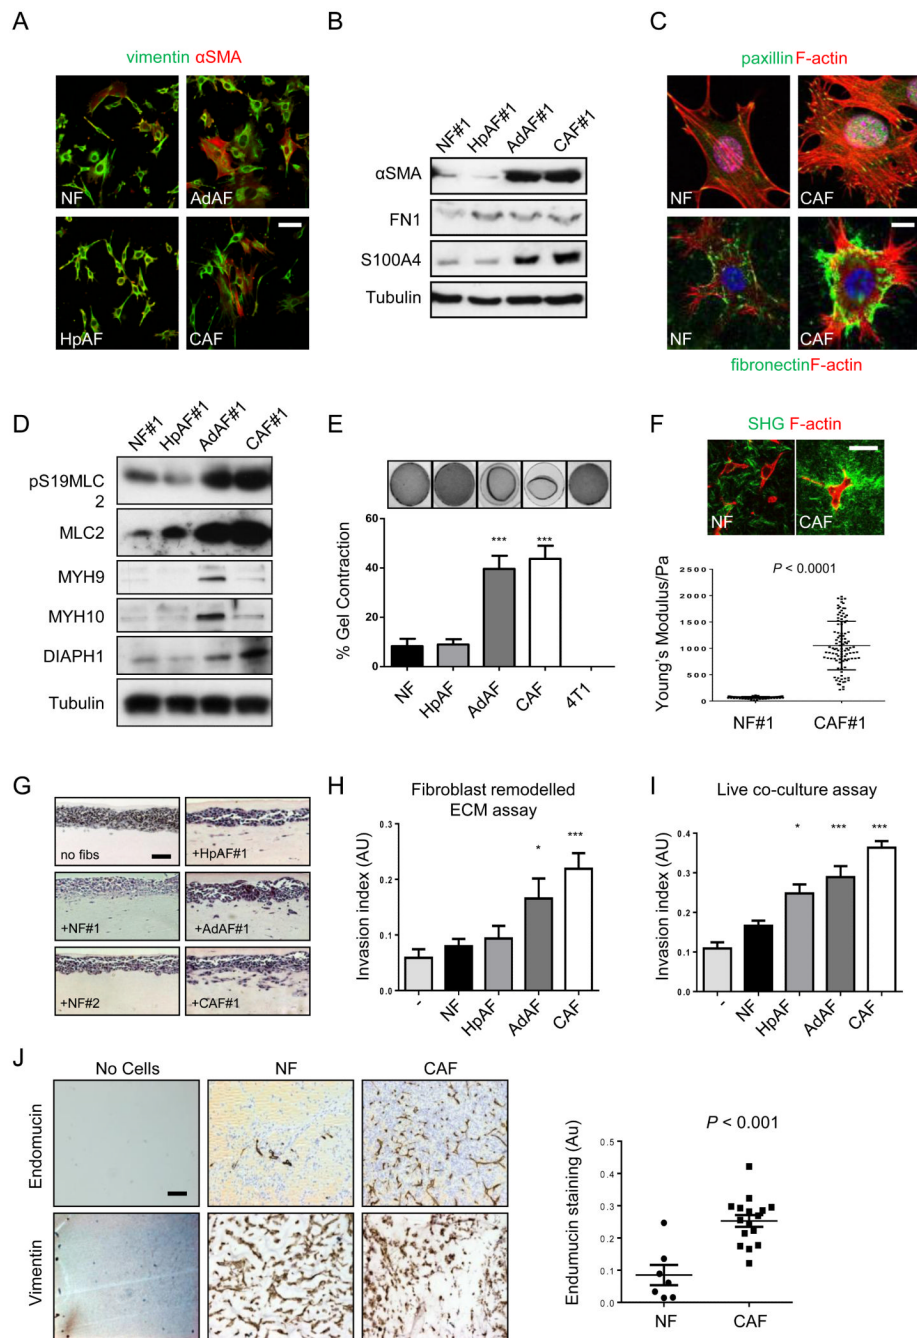 A
vimentin αSMA
NF
AdAF
HpAF
CAF
B
NF#1
HpAF#1
AdAF#1
CAF#1
αSMA
FN1
S100A4
Tubulin
C
paxillin F-actin
NF
CAF
NF
CAF
fibronectin F-actin
D
NF#1
HpAF#1
AdAF#1
CAF#1
pS19MLC
2
MLC2
MYH9
MYH10
DIAPH1
Tubulin
E
60
40
20
0
% Gel Contraction
***
***
NF
HpAF
AdAF
CAF
4T1
F
SHG F-actin
NF
CAF
P < 0.0001
2500
2000
1500
1000
500
0
Young's Modulus/Pa
NF#1
CAF#1
G
no fibs
+HpAF#1
+NF#1
+AdAF#1
+NF#2
+CAF#1
H
Fibroblast remodelled
ECM assay
0.3
0.2
0.1
0.0
Invasion index (AU)
*
***
-
NF
HpAF
AdAF
CAF
I
Live co-culture assay
0.4
0.3
0.2
0.1
0.0
Invasion index (AU)
*
***
***
-
NF
HpAF
AdAF
CAF
J
No Cells
NF
CAF
Endomucin
Vimentin
P < 0.001
0.5
0.4
0.3
0.2
0.1
0.0
Endumucin staining (Au)
NF
CAF